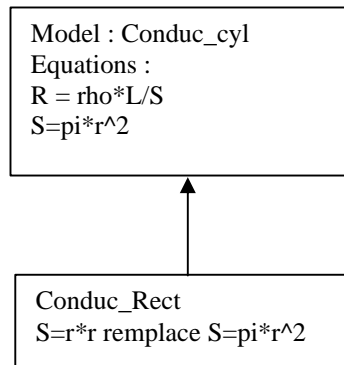 Model : Conduc_cyl
Equations :
R = rho*L/S
S=pi*r^2
Conduc_Rect
S=r*r remplace S=pi*r^2